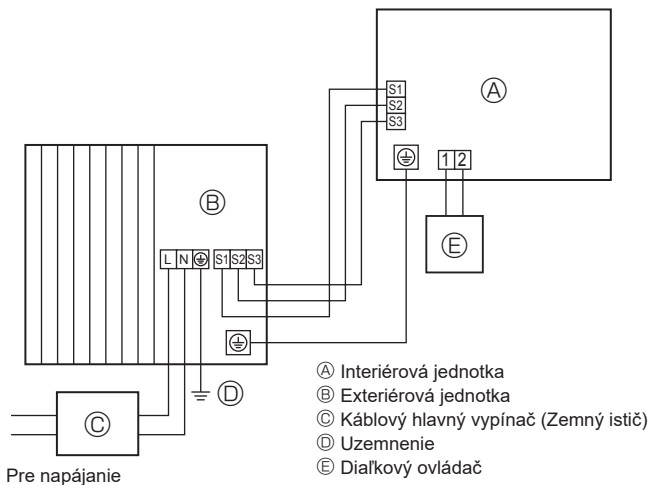 Ⓐ
S1
S2
S3
1 2
Ⓔ
Ⓑ
L N S1 S2 S3
Ⓓ
Ⓒ
Pre napájanie
Ⓐ Interiérová jednotka
Ⓑ Exteriérová jednotka
Ⓒ Káblový hlavný vypínač (Zemný istič)
Ⓓ Uzemnenie
Ⓔ Diaľkový ovládač